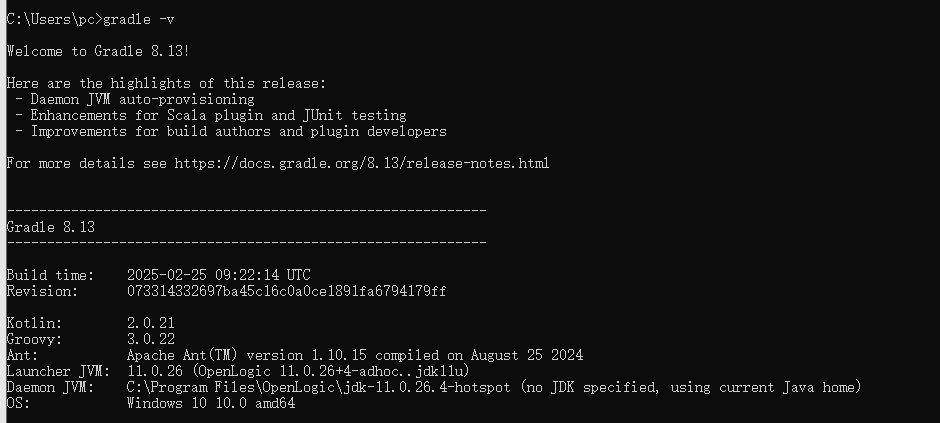 C:\Users\pc>gradle -v
Welcome to Gradle 8.13!
Here are the highlights of this release:
- Daemon JVM auto-provisioning
- Enhancements for Scala plugin and JUnit testing
- Improvements for build authors and plugin developers
For more details see https://docs.gradle.org/8.13/release-notes.html
------------------------------------------------------------
Gradle 8.13
------------------------------------------------------------
Build time:    2025-02-25 09:22:14 UTC
Revision:      073314332697ba45c16c0a0ce1891fa6794179ff
Kotlin:        2.0.21
Groovy:        3.0.22
Ant:           Apache Ant(TM) version 1.10.15 compiled on August 25 2024
Launcher JVM:  11.0.26 (OpenLogic 11.0.26+4-adhoc..jdk11u)
Daemon JVM:    C:\Program Files\OpenLogic\jdk-11.0.26.4-hotspot (no JDK specified, using current Java home)
OS:            Windows 10 10.0 amd64